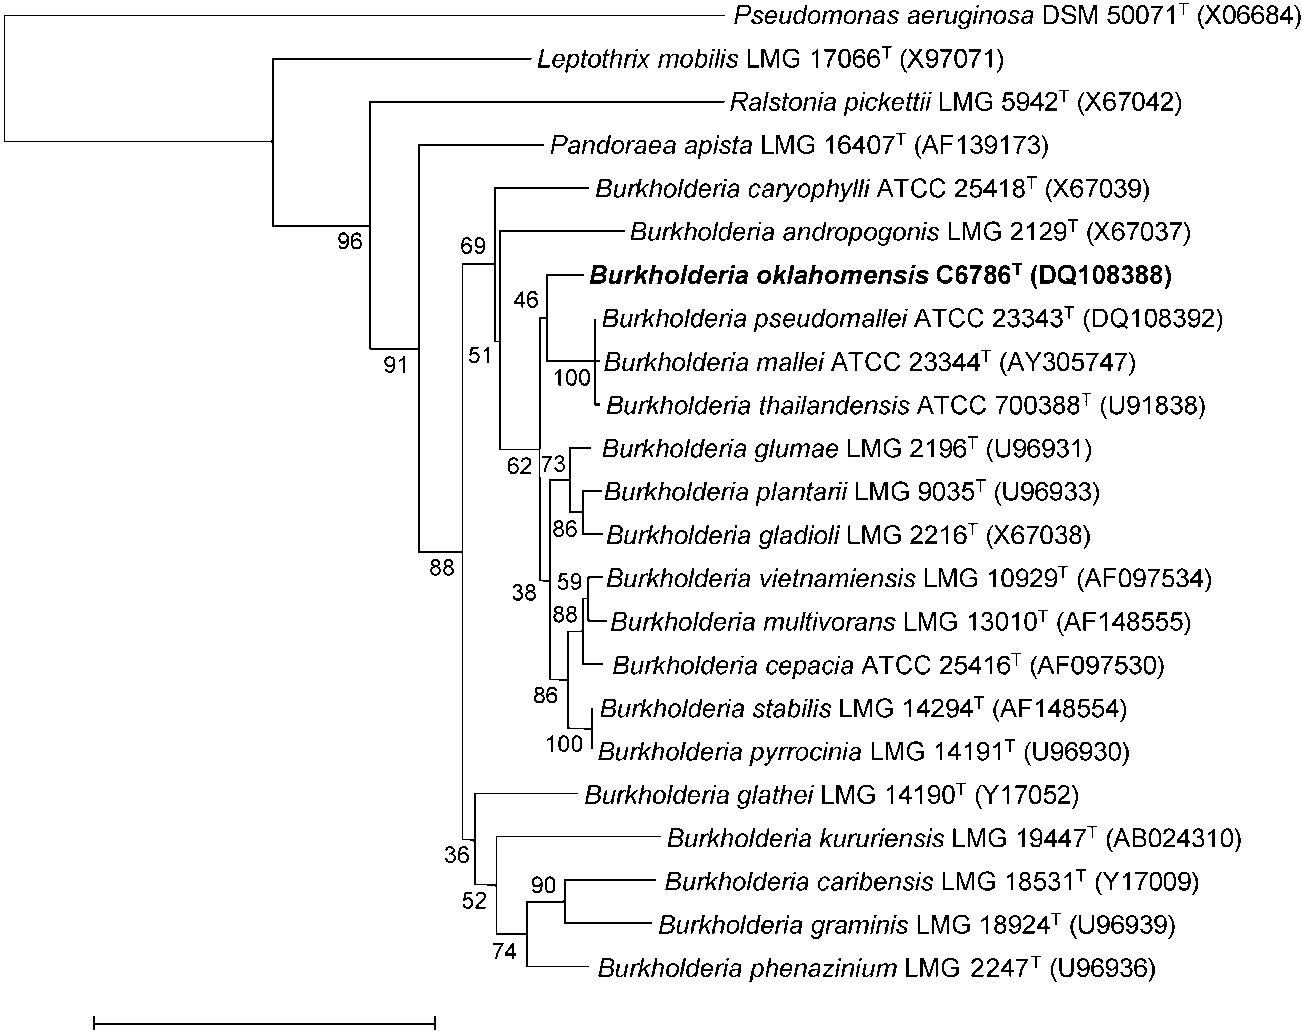 Pseudomonas aeruginosa DSM 50071ᵀ (X06684)
Leptothrix mobilis LMG 17066ᵀ (X97071)
Ralstonia pickettii LMG 5942ᵀ (X67042)
Pandoraea apista LMG 16407ᵀ (AF139173)
Burkholderia caryophylli ATCC 25418ᵀ (X67039)
Burkholderia andropogonis LMG 2129ᵀ (X67037)
96
69
Burkholderia oklahomensis C6786ᵀ (DQ108388)
46
Burkholderia pseudomallei ATCC 23343ᵀ (DQ108392)
51
91
Burkholderia mallei ATCC 23344ᵀ (AY305747)
100
Burkholderia thailandensis ATCC 700388ᵀ (U91838)
Burkholderia glumae LMG 2196ᵀ (U96931)
62
73
Burkholderia plantarii LMG 9035ᵀ (U96933)
86
Burkholderia gladioli LMG 2216ᵀ (X67038)
88
59
Burkholderia vietnamiensis LMG 10929ᵀ (AF097534)
38
88
Burkholderia multivorans LMG 13010ᵀ (AF148555)
Burkholderia cepacia ATCC 25416ᵀ (AF097530)
86
Burkholderia stabilis LMG 14294ᵀ (AF148554)
100
Burkholderia pyrrocinia LMG 14191ᵀ (U96930)
Burkholderia glathei LMG 14190ᵀ (Y17052)
Burkholderia kururiensis LMG 19447ᵀ (AB024310)
36
52
90
Burkholderia caribensis LMG 18531ᵀ (Y17009)
Burkholderia graminis LMG 18924ᵀ (U96939)
74
Burkholderia phenazinium LMG 2247ᵀ (U96936)